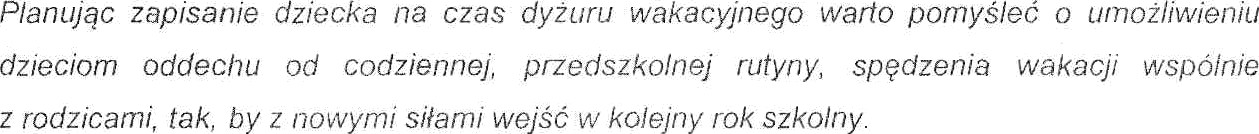 Planując zapisanie dziecka na czas dyżuru wakacyjnego warto pomyśleć o umożliwieniu
dzieciom oddechu od codziennej, przedszkolnej rutyny, spędzenia wakacji wspólnie
z rodzicami, tak, by z nowymi siłami wejść w kolejny rok szkolny.